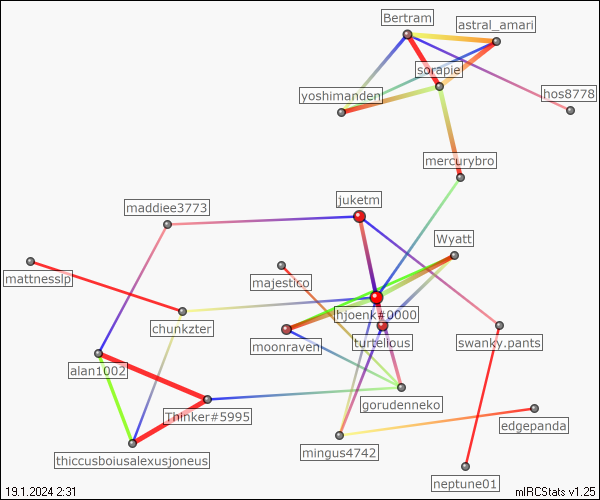 Bertram
astral_amari
sorapie
yoshimanden
hos8778
mercurybro
juketm
maddiee3773
Wyatt
mattnesslp
majestico
hjoenk#0000
chunkzter
turtelious
moonraven
swanky.pants
alan1002
gorudenneko
Thinker#5995
edgepanda
mingus4742
thiccusboiusalexusjoneus
neptune01
19.1.2024 2:31
mIRCStats v1.25